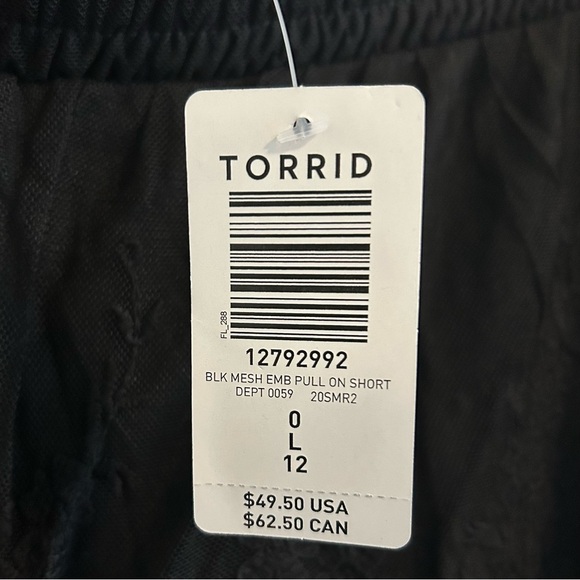 TORRID
FL_288
12792992
BLK MESH EMB PULL ON SHORT
DEPT 0059 20SMR2
0
L
12
$49.50 USA
$62.50 CAN